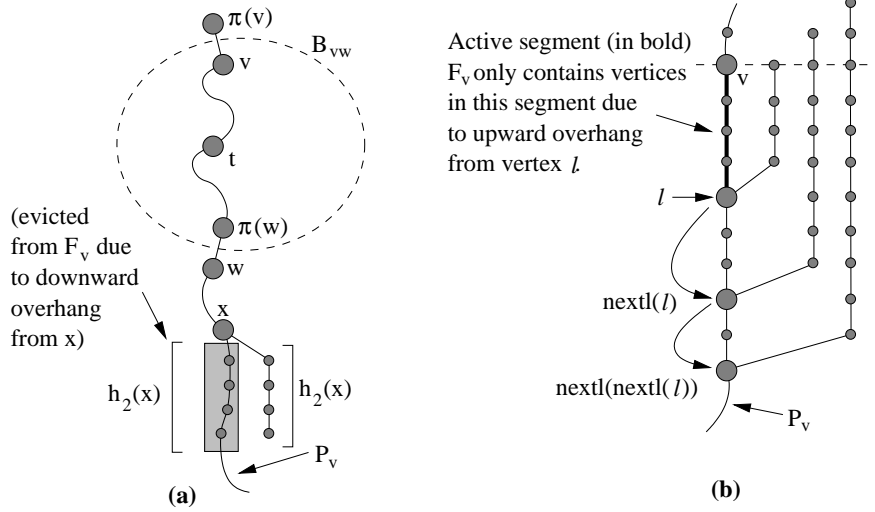 π(v)
B_vw
v
t
π(w)
w
x
(evicted
from F_v due
to downward
overhang
from x)
h_2(x)
h_2(x)
P_v
(a)
Active segment (in bold)
F_v only contains vertices
in this segment due
to upward overhang
from vertex l.
v
l
nextl(l)
nextl(nextl(l))
P_v
(b)